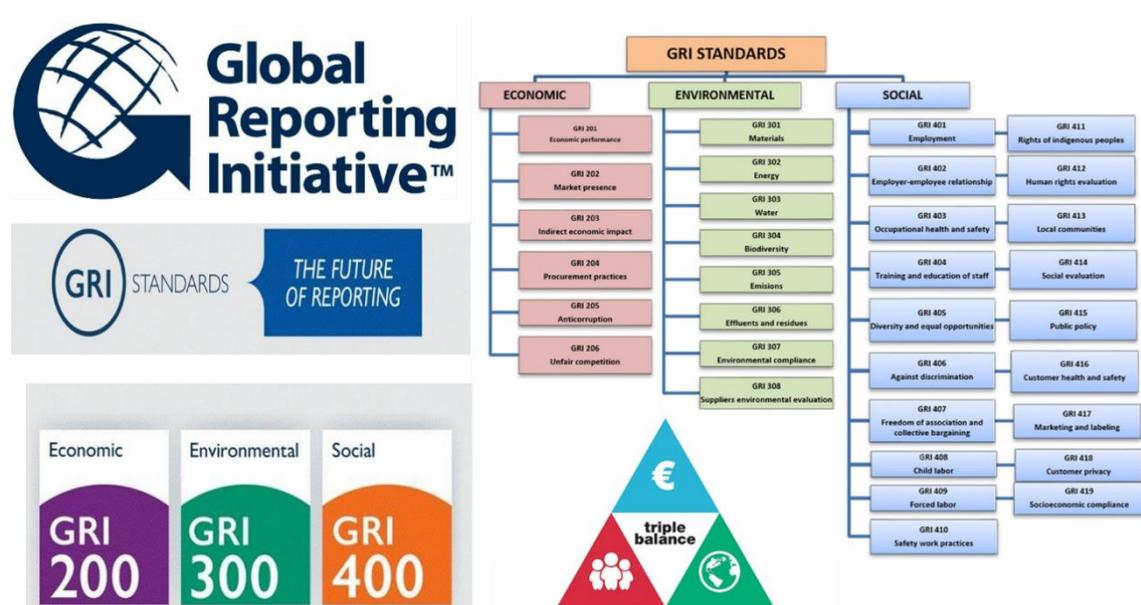 Global
Reporting
Initiative™
GRI STANDARDS
THE FUTURE
OF REPORTING
Economic
GRI
200
Environmental
GRI
300
Social
GRI
400
GRI STANDARDS
ECONOMIC
GRI 201
Economic performance
GRI 202
Market presence
GRI 203
Indirect economic impact
GRI 204
Procurement practices
GRI 205
Anticorruption
GRI 206
Unfair competition
ENVIRONMENTAL
GRI 301
Materials
GRI 302
Energy
GRI 303
Water
GRI 304
Biodiversity
GRI 305
Emisions
GRI 306
Effluents and residues
GRI 307
Environmental compliance
GRI 308
Suppliers environmental evaluation
SOCIAL
GRI 401
Employment
GRI 402
Employer-employee relationship
GRI 403
Occupational health and safety
GRI 404
Training and education of staff
GRI 405
Diversity and equal opportunities
GRI 406
Against discrimination
GRI 407
Freedom of association and
collective bargaining
GRI 408
Child labor
GRI 409
Forced labor
GRI 410
Safety work practices
GRI 411
Rights of indigenous peoples
GRI 412
Human rights evaluation
GRI 413
Local communities
GRI 414
Social evaluation
GRI 415
Public policy
GRI 416
Customer health and safety
GRI 417
Marketing and labeling
GRI 418
Customer privacy
GRI 419
Socioeconomic compliance
€
triple
balance